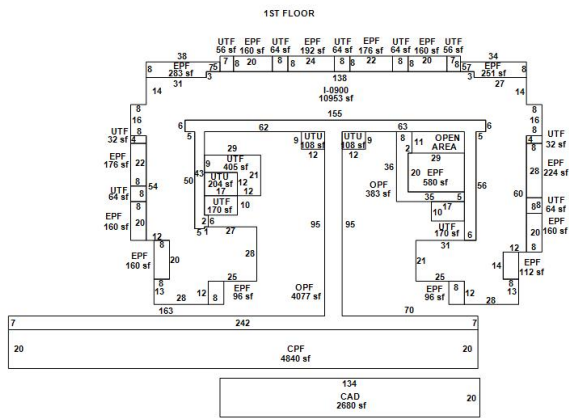 1ST FLOOR
38
UTF EPF UTF EPF UTF EPF UTF EPF UTF
56 sf 160 sf 64 sf 192 sf 64 sf 176 sf 64 sf 160 sf 56 sf
34
8 EPF 7 5 7 8 20 8 8 24 8 8 22 8 8 20 7 8 5 7 EPF 8
283 sf 3 138 3 251 sf
31 27
14 I-0900 14
10953 sf
8 155 8
16 16
6 62 63 6
UTF 8 5 9 UTU 12 9 UTU 12 8 11 OPEN 5 8 UTF
32 sf 4 108 sf 108 sf 2 AREA 4 32 sf
EPF 22 29 29 28 EPF
176 sf 9 UTF 36 20 EPF 224 sf
8 405 sf 580 sf 8
54 50 43 UTU 12 21 OPF 56 60
204 sf 383 sf
UTF 8 17 12 35 5 8 8 UTF
64 sf UTF 10 10 17 64 sf
EPF 20 170 sf UTF 20 EPF
160 sf 2 6 95 95 170 sf 160 sf
5 1 27 31 6
12 8 12 8
EPF 20 28 21 14 EPF
160 sf 112 sf
8 25 25 8
13 12 8 EPF OPF EPF 8 12 13
28 96 sf 4077 sf 96 sf 28
163 70
7 242 7
20 CPF 20
4840 sf
134
CAD 20
2680 sf